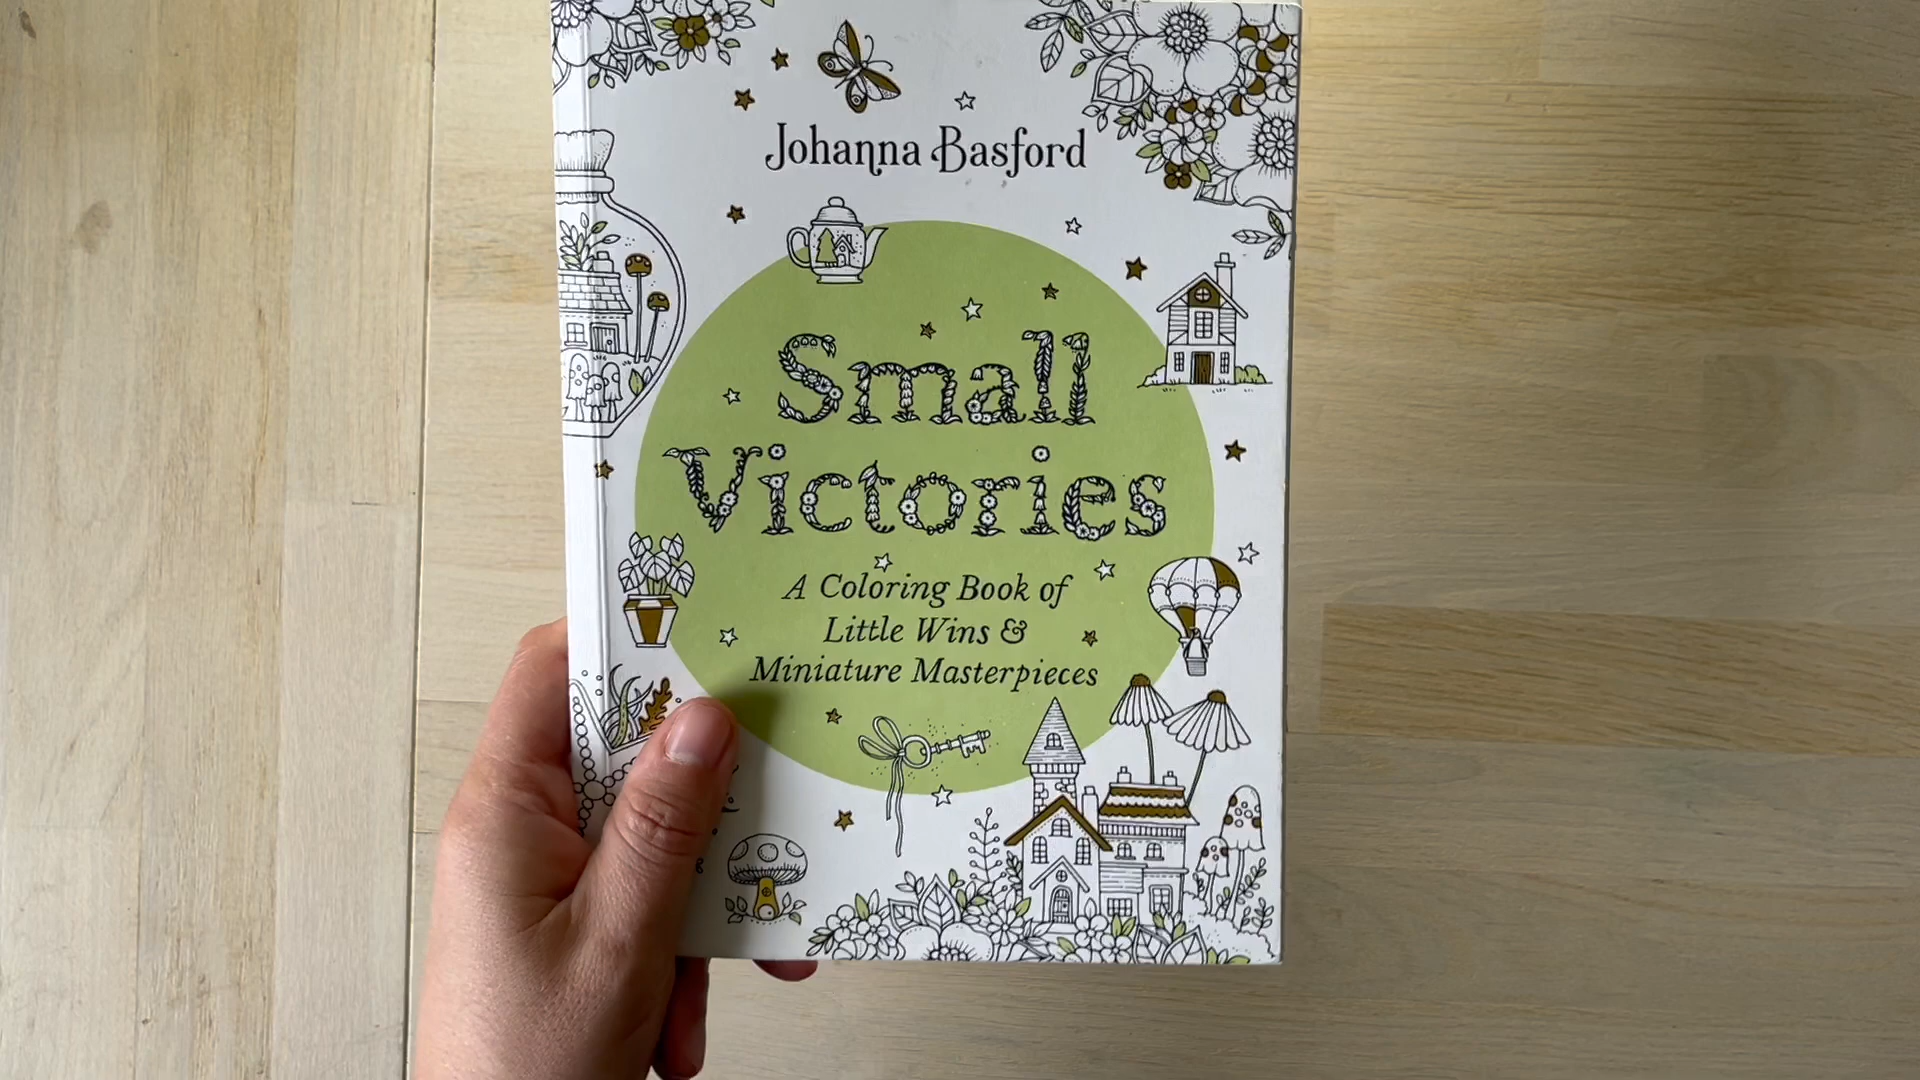 Johanna Basford
Small
Victories
A Coloring Book of
Little Wins &
Miniature Masterpieces